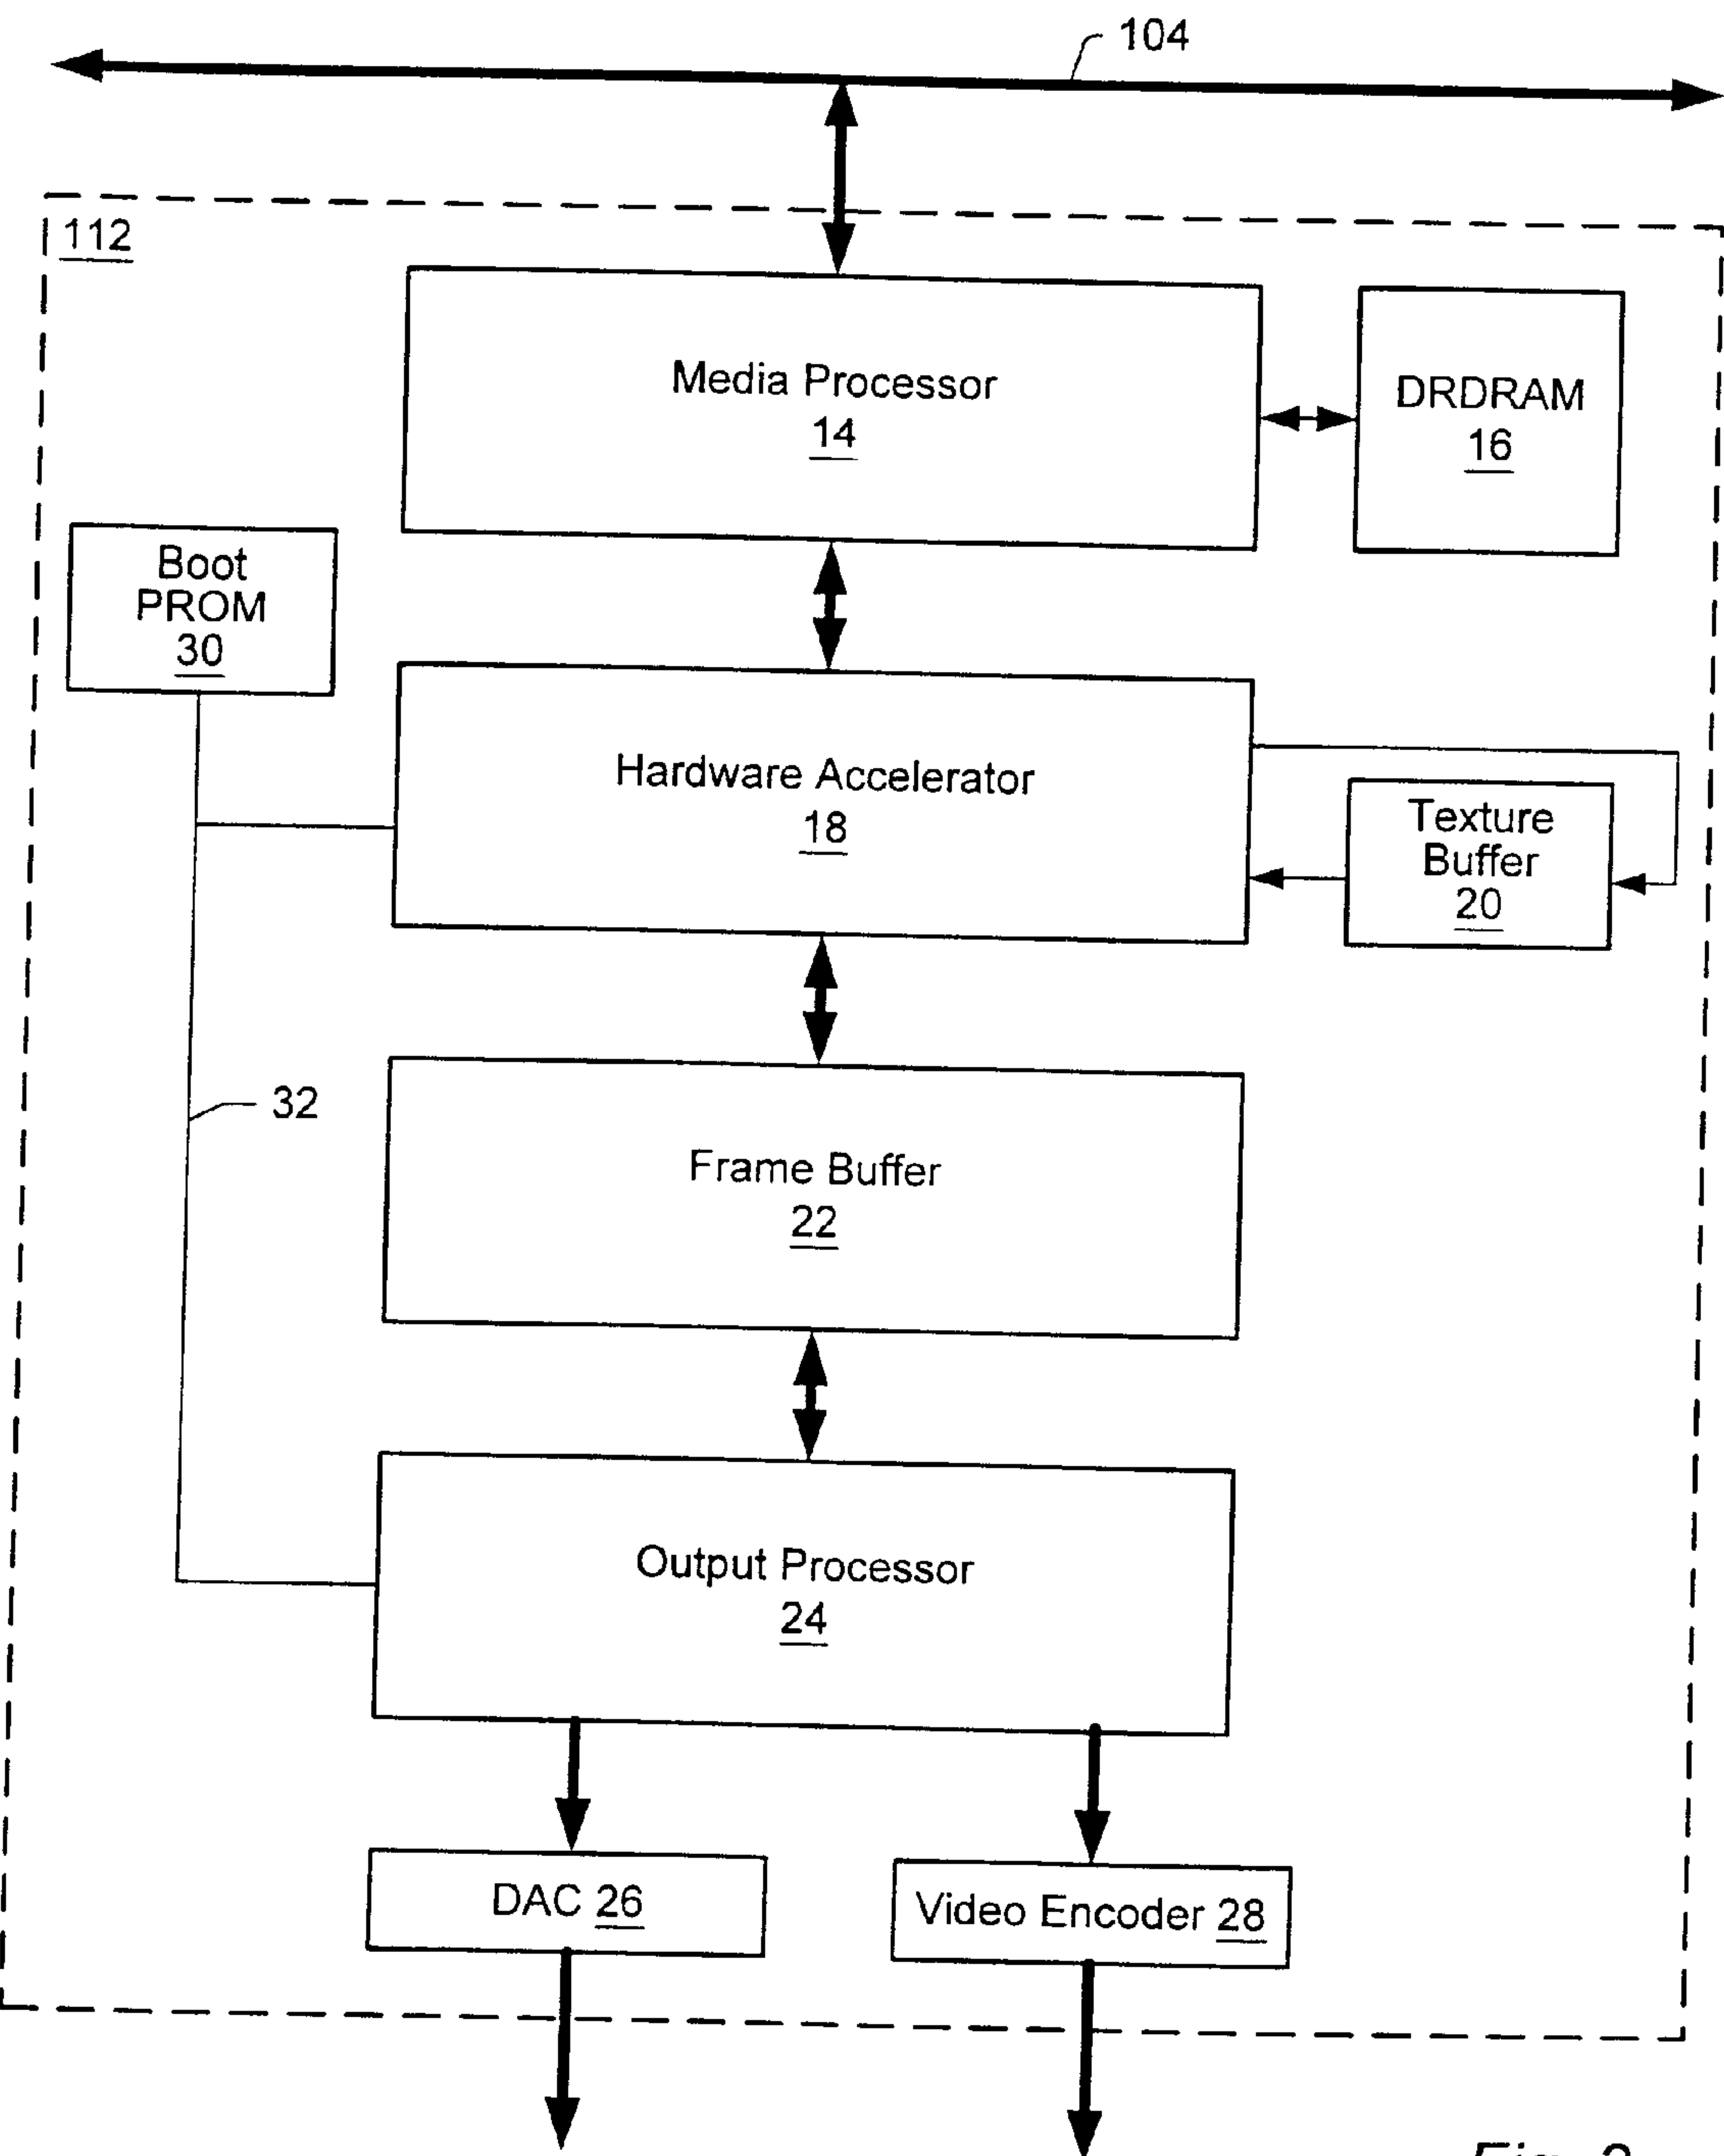 104
112
Media Processor
14
DRDRAM
16
Boot
PROM
30
Hardware Accelerator
18
Texture
Buffer
20
32
Frame Buffer
22
Output Processor
24
DAC 26
Video Encoder 28